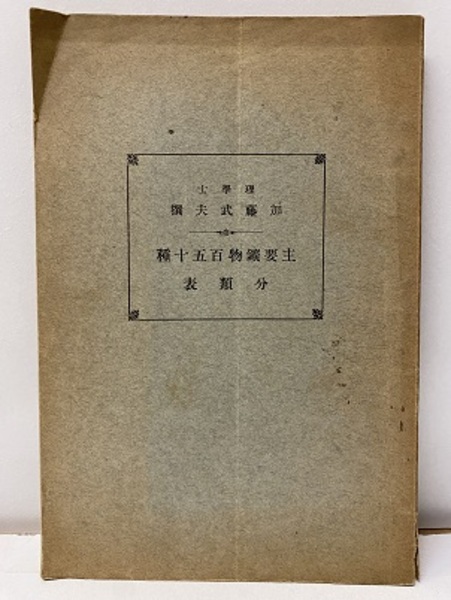 理學士
加藤武夫撰
主要鑛物百五十種
分類表